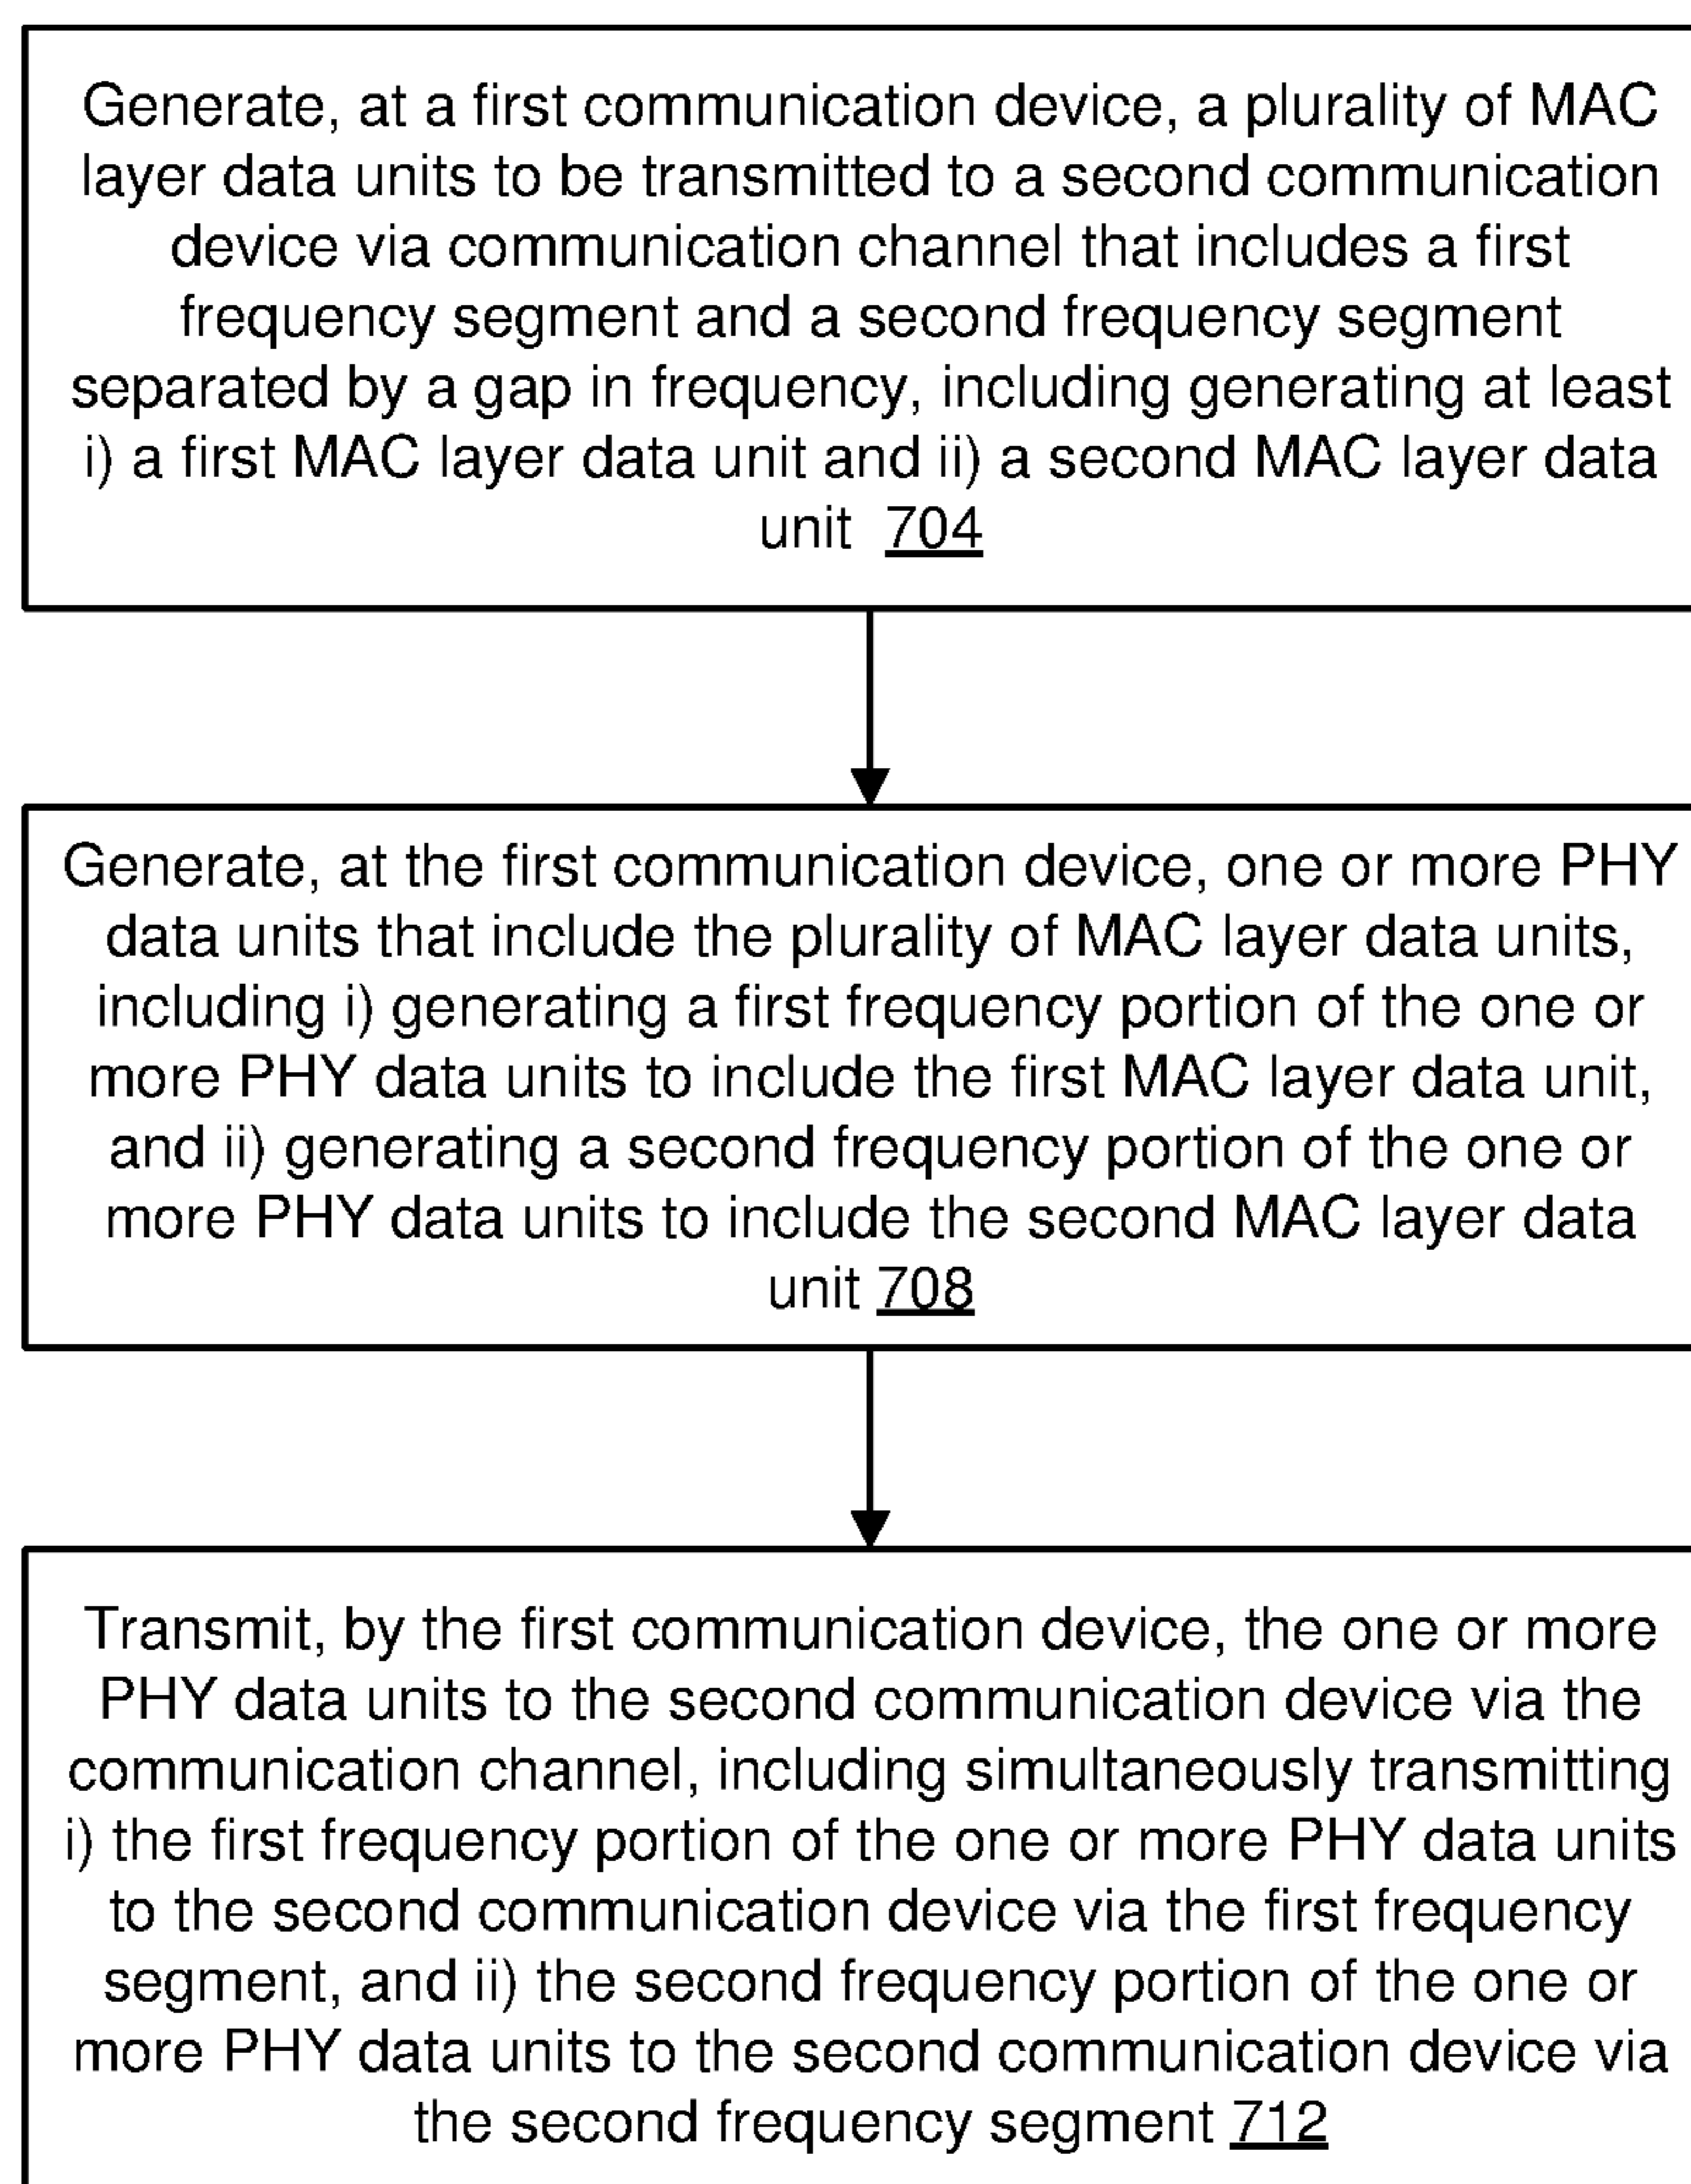 Generate, at a first communication device, a plurality of MAC
layer data units to be transmitted to a second communication
device via communication channel that includes a first
frequency segment and a second frequency segment
separated by a gap in frequency, including generating at least
i) a first MAC layer data unit and ii) a second MAC layer data
unit 704
Generate, at the first communication device, one or more PHY
data units that include the plurality of MAC layer data units,
including i) generating a first frequency portion of the one or
more PHY data units to include the first MAC layer data unit,
and ii) generating a second frequency portion of the one or
more PHY data units to include the second MAC layer data
unit 708
Transmit, by the first communication device, the one or more
PHY data units to the second communication device via the
communication channel, including simultaneously transmitting
i) the first frequency portion of the one or more PHY data units
to the second communication device via the first frequency
segment, and ii) the second frequency portion of the one or
more PHY data units to the second communication device via
the second frequency segment 712